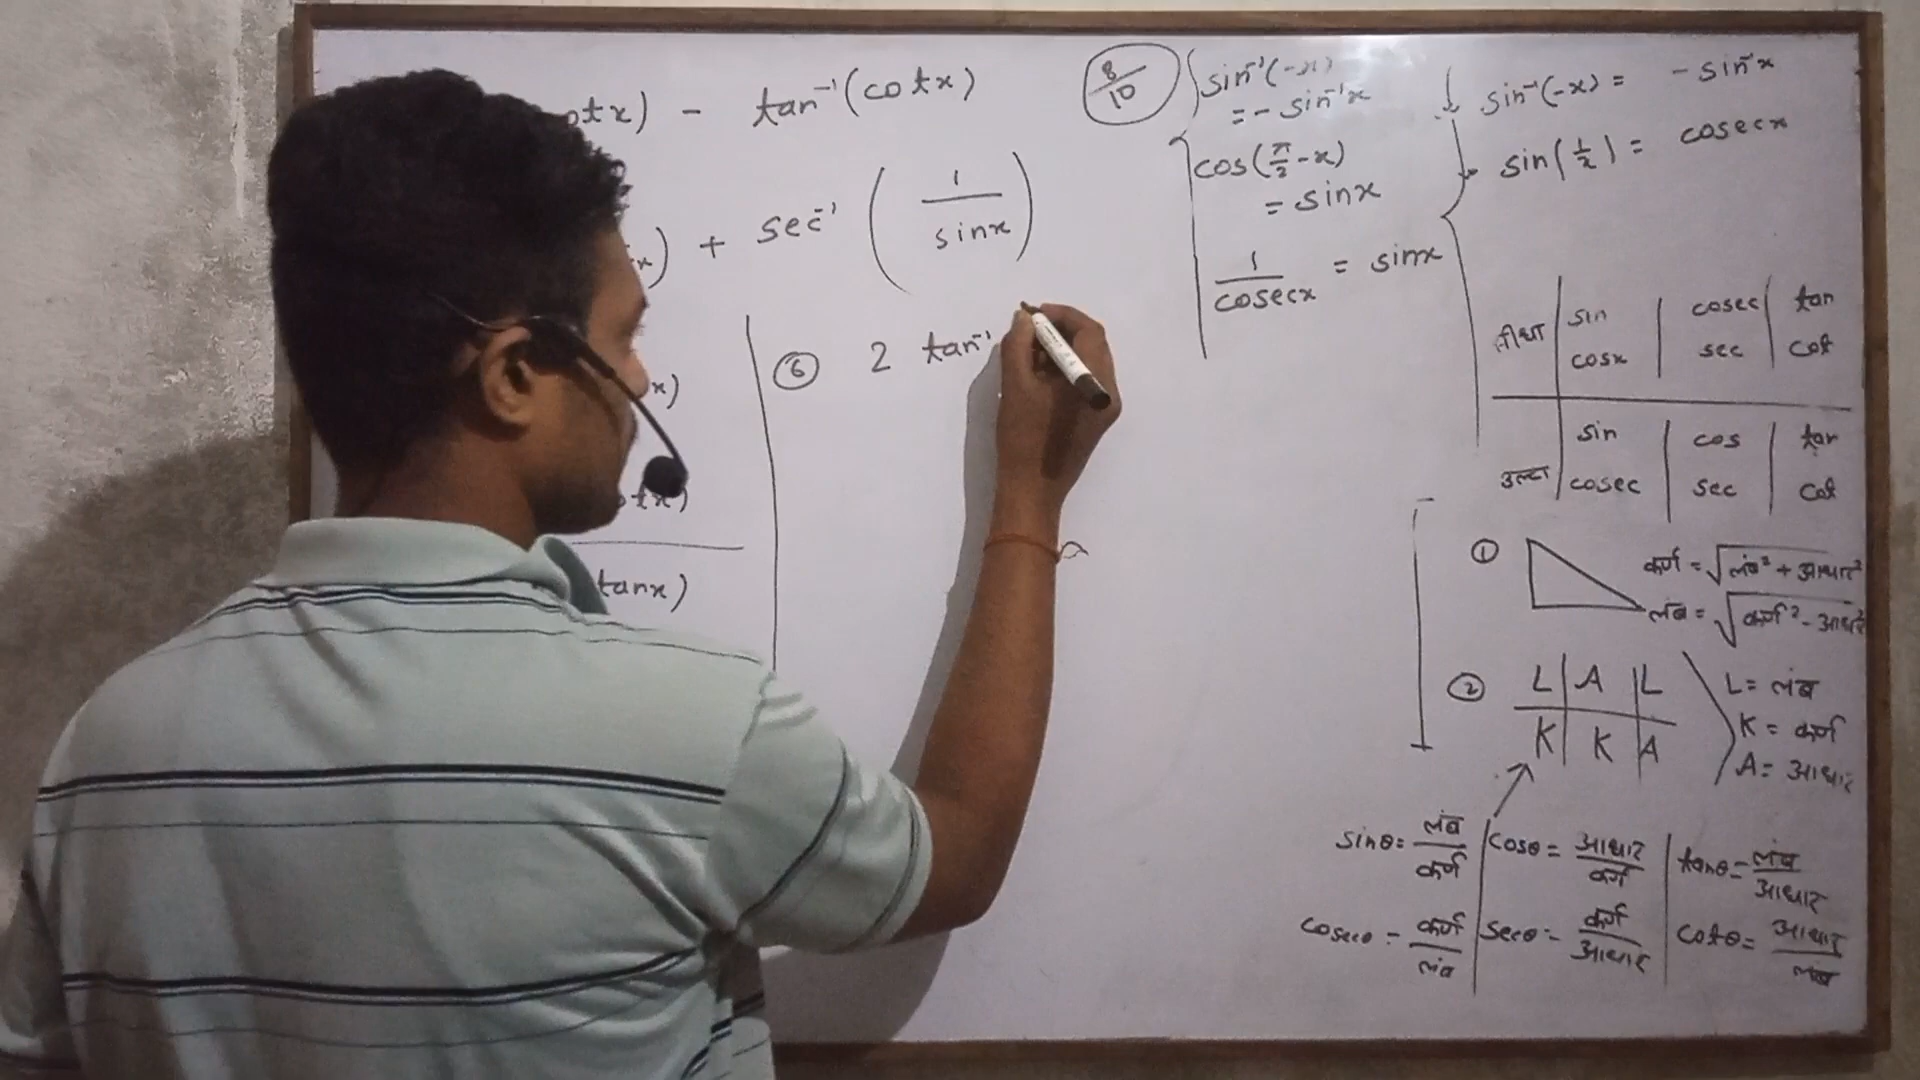 otx) - tan⁻¹(cotx)
x) + sec⁻¹ ( 1/sinx )
x)
otx)
tanx)
⑥ 2 tan⁻¹
8/10
sin⁻¹(-x)
= - sin⁻¹x
cos(π/2 - x)
= sinx
1/cosecx = sinx
sin⁻¹(-x) = - sin⁻¹x
sin(1/x) = cosecx
sin | cosec | tan
cosx | sec | cot
sin | cos | tan
उल्टा cosec | sec | cot
① कर्ण = √लंब² + आधार²
लंब = √कर्ण² - आधार²
② L | A | L
K | K | A
L = लंब
K = कर्ण
A = आधार
sinθ = लंब/कर्ण | cosθ = आधार/कर्ण | tanθ = लंब/आधार
cosecθ = कर्ण/लंब | secθ = कर्ण/आधार | cotθ = आधार/लंब